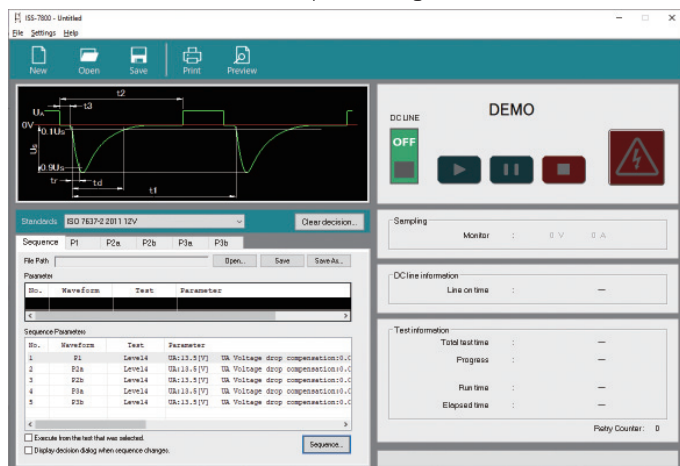 ISS-7800 - Untitled
File Settings Help
New Open Save Print Preview
t2
t3
UA
0V
0.1Us
Us
0.9Us
tr td
t1
DC LINE
OFF
DEMO
Standards ISO 7637-2 2011 12V Clear decision...
Sequence P1 P2a P2b P3a P3b
File Path Open... Save Save As...
Parameter
No. Waveform Test Parameter
Sequence Parameters
No. Waveform Test Parameter
1 P1 Level4 UA:13.5[V] UA Voltage drop compensation:0.0
2 P2a Level4 UA:13.5[V] UA Voltage drop compensation:0.0
3 P2b Level4 UA:13.5[V] UA Voltage drop compensation:0.0
4 P3a Level4 UA:13.5[V] UA Voltage drop compensation:0.0
5 P3b Level4 UA:13.5[V] UA Voltage drop compensation:0.0
Execute from the test that was selected.
Display decision dialog when sequence changes.
Sequence...
Sampling
Monitor : 0 V 0 A
DC line information
Line on time : —
Test information
Total test time : —
Progress : —
Run time : —
Elapsed time : —
Retry Counter: 0